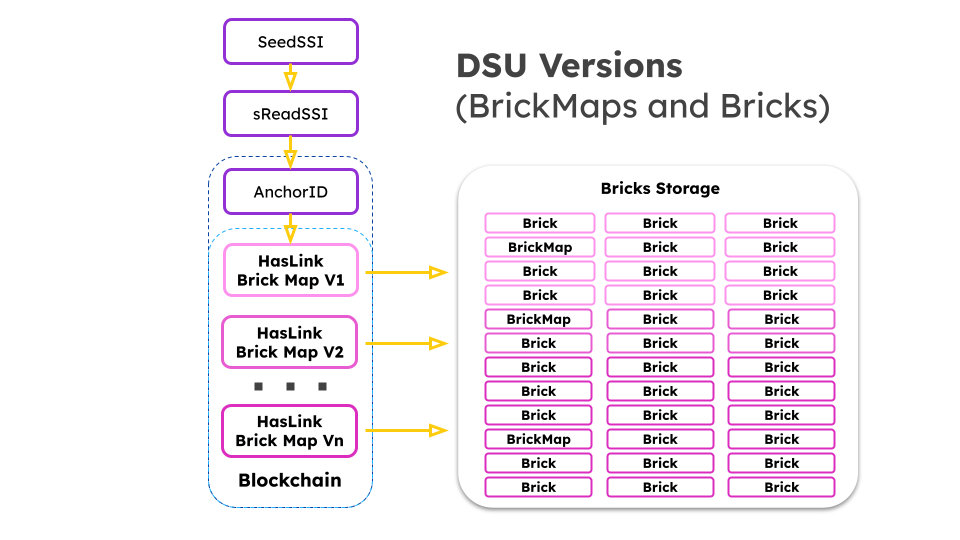 SeedSSI
DSU Versions
(BrickMaps and Bricks)
sReadSSI
AnchorID
HasLink
Brick Map V1
HasLink
Brick Map V2
HasLink
Brick Map Vn
Blockchain
Bricks Storage
Brick Brick Brick
BrickMap Brick Brick
Brick Brick Brick
Brick Brick Brick
BrickMap Brick Brick
Brick Brick Brick
Brick Brick Brick
Brick Brick Brick
Brick Brick Brick
BrickMap Brick Brick
Brick Brick Brick
Brick Brick Brick